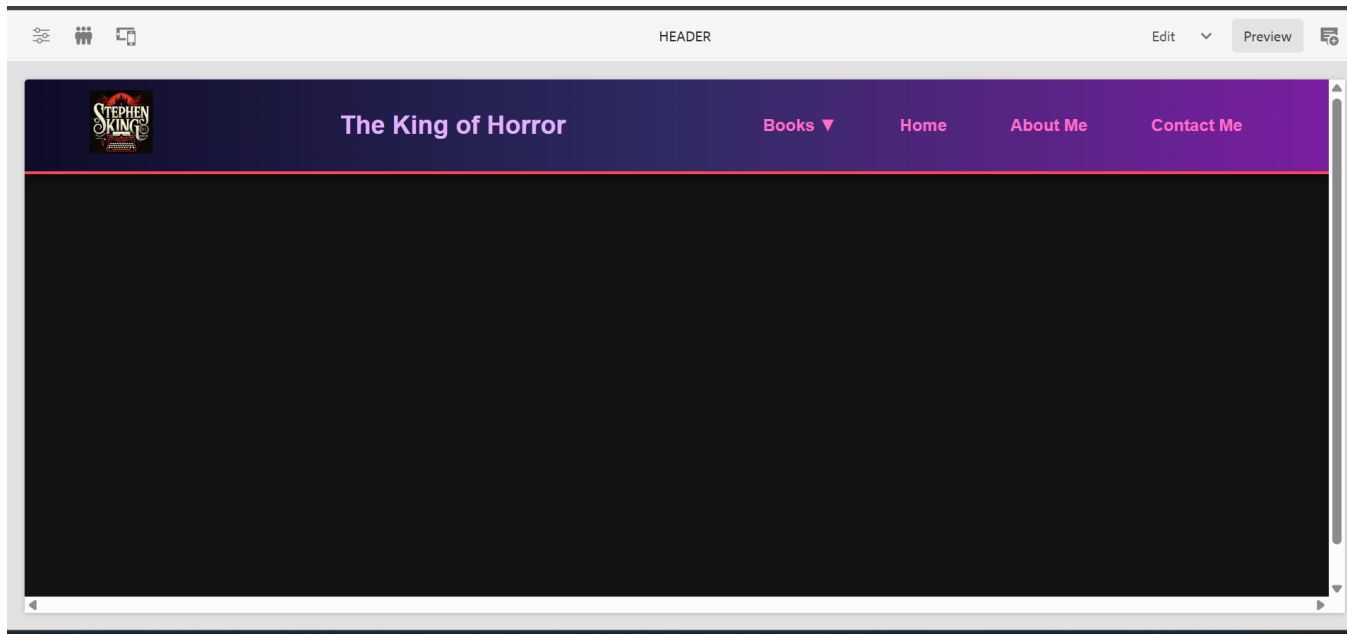 HEADER
Edit
Preview
STEPHEN
KING
The King of Horror
Books ▼
Home
About Me
Contact Me